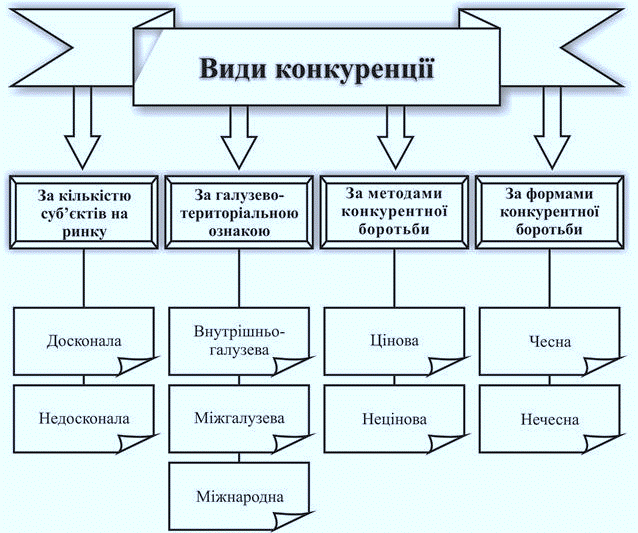 Види конкуренції
За кількістю
суб’єктів на
ринку
За галузево-
територіальною
ознакою
За методами
конкурентної
боротьби
За формами
конкурентної
боротьби
Досконала
Недосконала
Внутрішньо-
галузева
Міжгалузева
Міжнародна
Цінова
Нецінова
Чесна
Нечесна